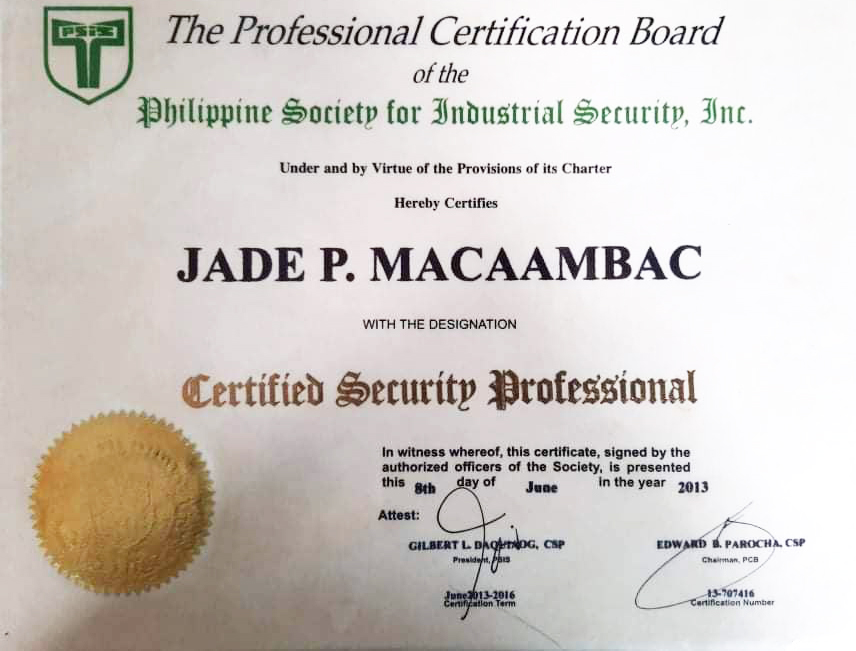 PSIS
The Professional Certification Board
of the
Philippine Society for Industrial Security, Inc.
Under and by Virtue of the Provisions of its Charter
Hereby Certifies
JADE P. MACAAMBAC
WITH THE DESIGNATION
Certified Security Professional
In witness whereof, this certificate, signed by the
authorized officers of the Society, is presented
this 8th day of June in the year 2013
Attest:
GILBERT L. CSP
President, PSIS
EDWARD B. PAROCHA, CSP
Chairman, PCB
June 2013-2016
Certification Term
13-707416
Certification Number